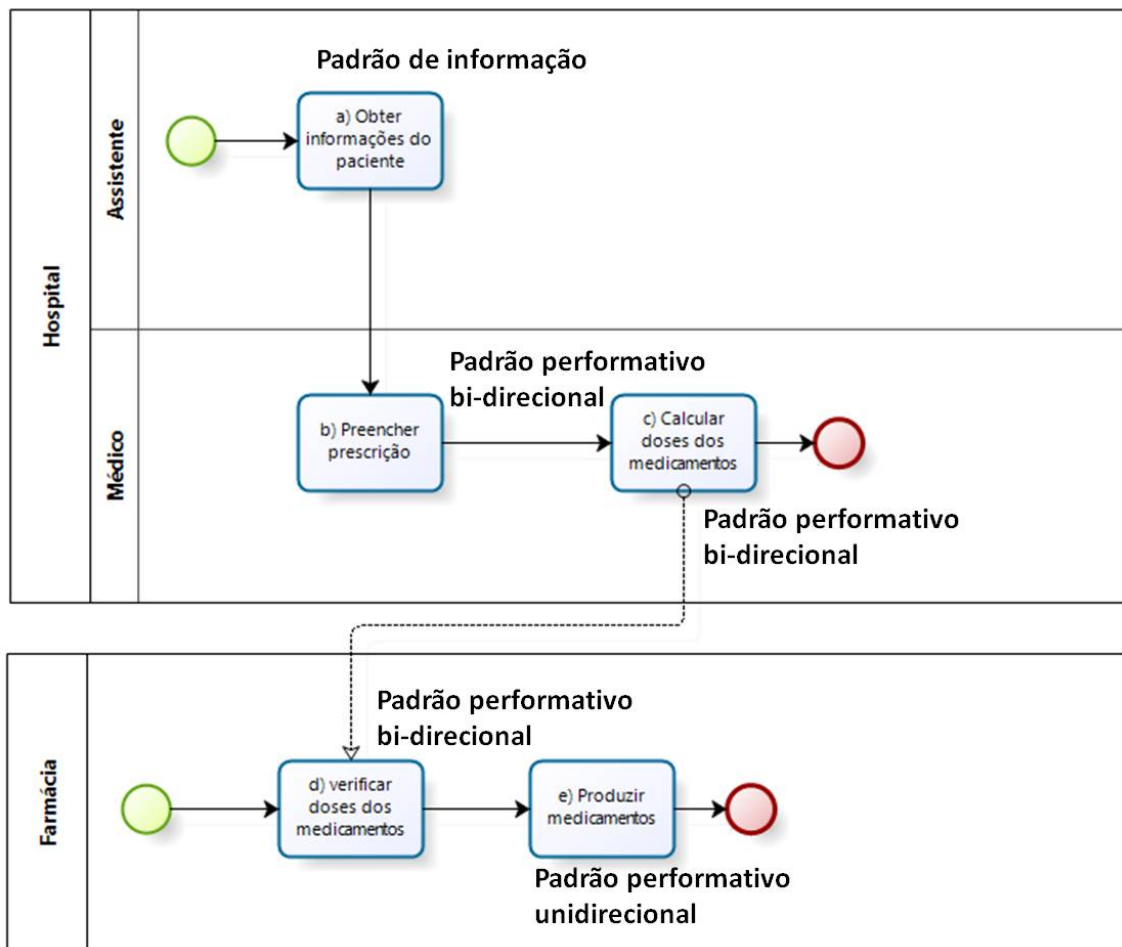 Hospital
Assistente
Padrão de informação
a) Obter
informações do
paciente
Médico
Padrão performativo
bi-direcional
b) Preencher
prescrição
c) Calcular
doses dos
medicamentos
Padrão performativo
bi-direcional
Farmácia
Padrão performativo
bi-direcional
d) verificar
doses dos
medicamentos
e) Produzir
medicamentos
Padrão performativo
unidirecional